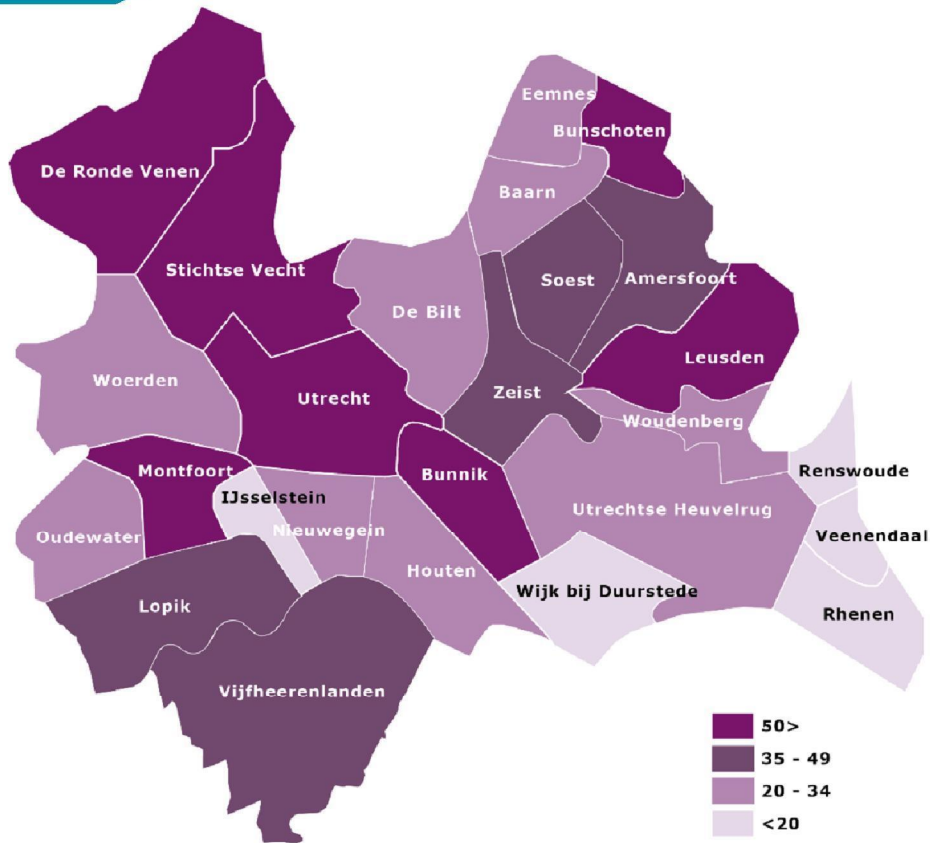 Eemnes
Bunschoten
De Ronde Venen
Baarn
Stichtse Vecht
Soest
Amersfoort
De Bilt
Leusden
Woerden
Utrecht
Zeist
Woudenberg
Montfoort
Bunnik
Renswoude
IJsselstein
Utrechtse Heuvelrug
Oudewater
Nieuwegein
Veenendaal
Houten
Wijk bij Duurstede
Lopik
Rhenen
Vijfheerenlanden
50>
35 - 49
20 - 34
<20